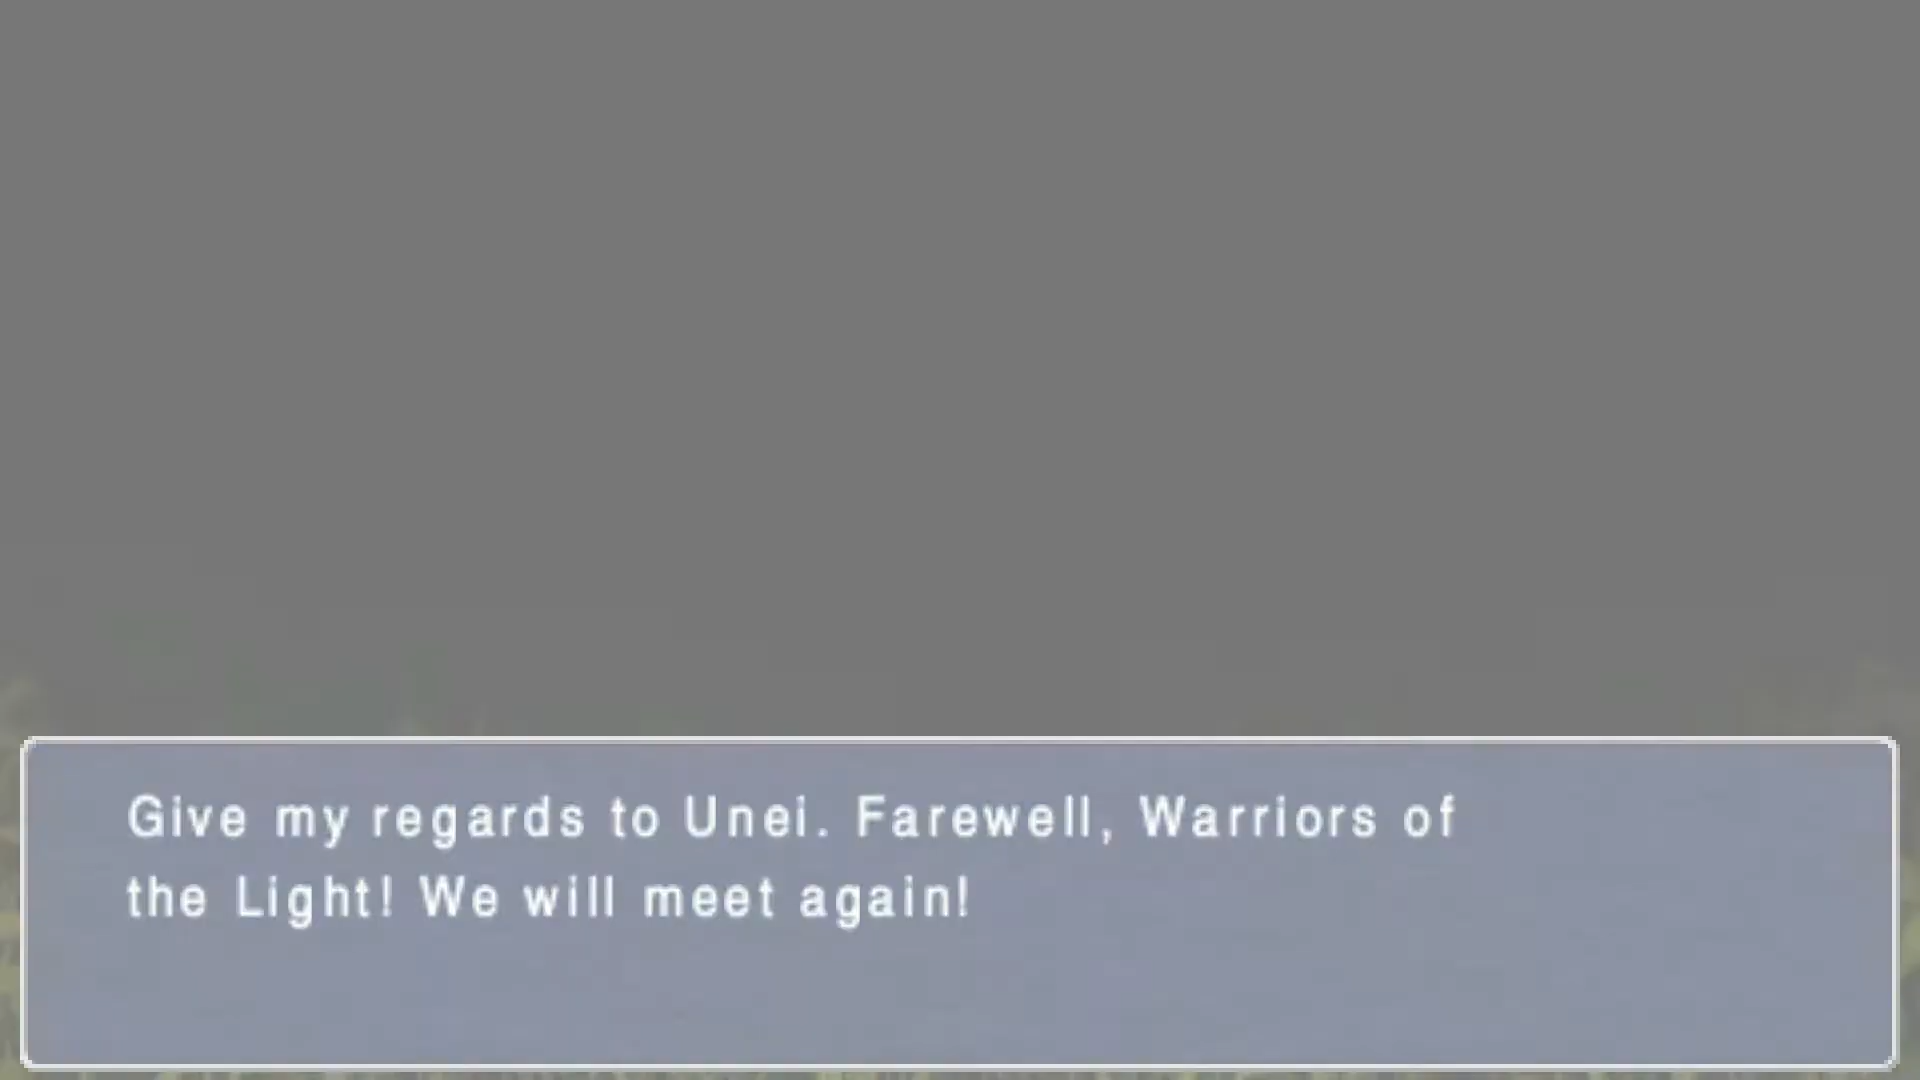 Give my regards to Unei. Farewell, Warriors of
the Light! We will meet again!